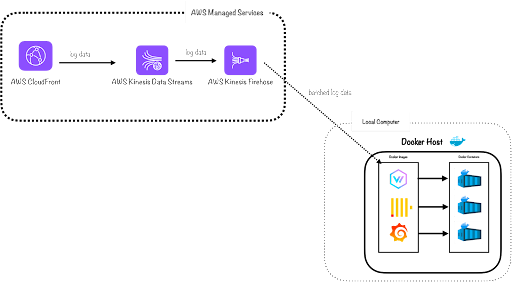 AWS Managed Services
log data
log data
AWS CloudFront
AWS Kinesis Data Streams
AWS Kinesis Firehose
batched log data
Local Computer
Docker Host
Docker Images
Docker Containers